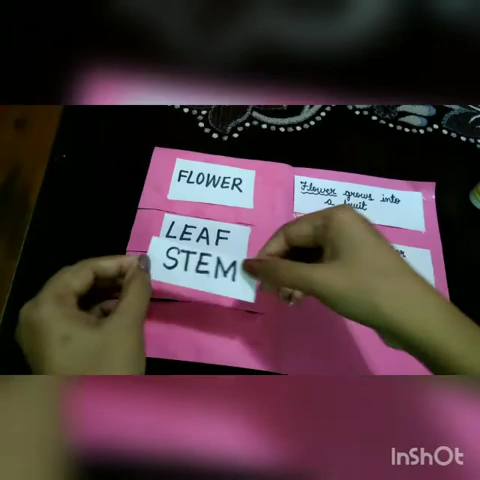 FLOWER
Flower grows into
a fruit
LEAF
STEM
InShOt